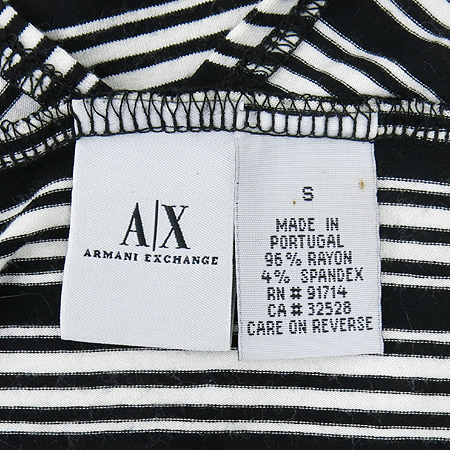 A|X
ARMANI EXCHANGE
S
MADE IN
PORTUGAL
96% RAYON
4% SPANDEX
RN # 91714
CA # 32528
CARE ON REVERSE